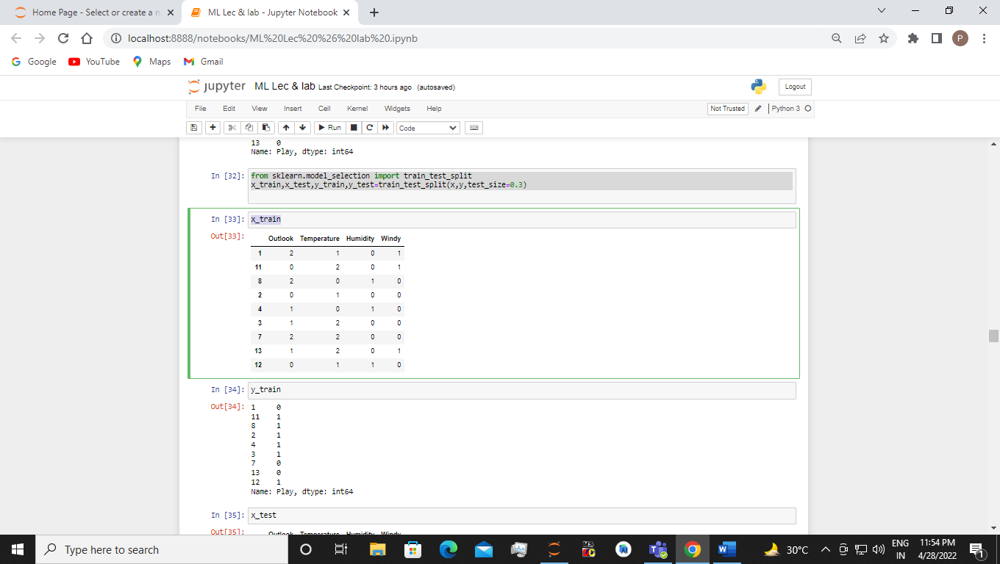 Home Page - Select or create a n
ML Lec & lab - Jupyter Notebook
localhost:8888/notebooks/ML%20Lec%20%26%20lab%20.ipynb
P
Google YouTube Maps Gmail
jupyter ML Lec & lab Last Checkpoint: 3 hours ago (autosaved)
Logout
File Edit View Insert Cell Kernel Widgets Help
Not Trusted
Python 3
Run
Code
13 0
Name: Play, dtype: int64
In [32]: from sklearn.model_selection import train_test_split
x_train,x_test,y_train,y_test=train_test_split(x,y,test_size=0.3)
In [33]: x_train
Out[33]:
Outlook Temperature Humidity Windy
1 2 1 0 1
11 0 2 0 1
8 2 0 1 0
2 0 1 0 0
4 1 0 1 0
3 1 2 0 0
7 2 2 0 0
13 1 2 0 1
12 0 1 1 0
In [34]: y_train
Out[34]: 1 0
11 1
8 1
2 1
4 1
3 1
7 0
13 0
12 1
Name: Play, dtype: int64
In [35]: x_test
Out[35]:
Outlook Temperature Humidity Windy
Type here to search
30°C
ENG
IN
11:54 PM
4/28/2022
1